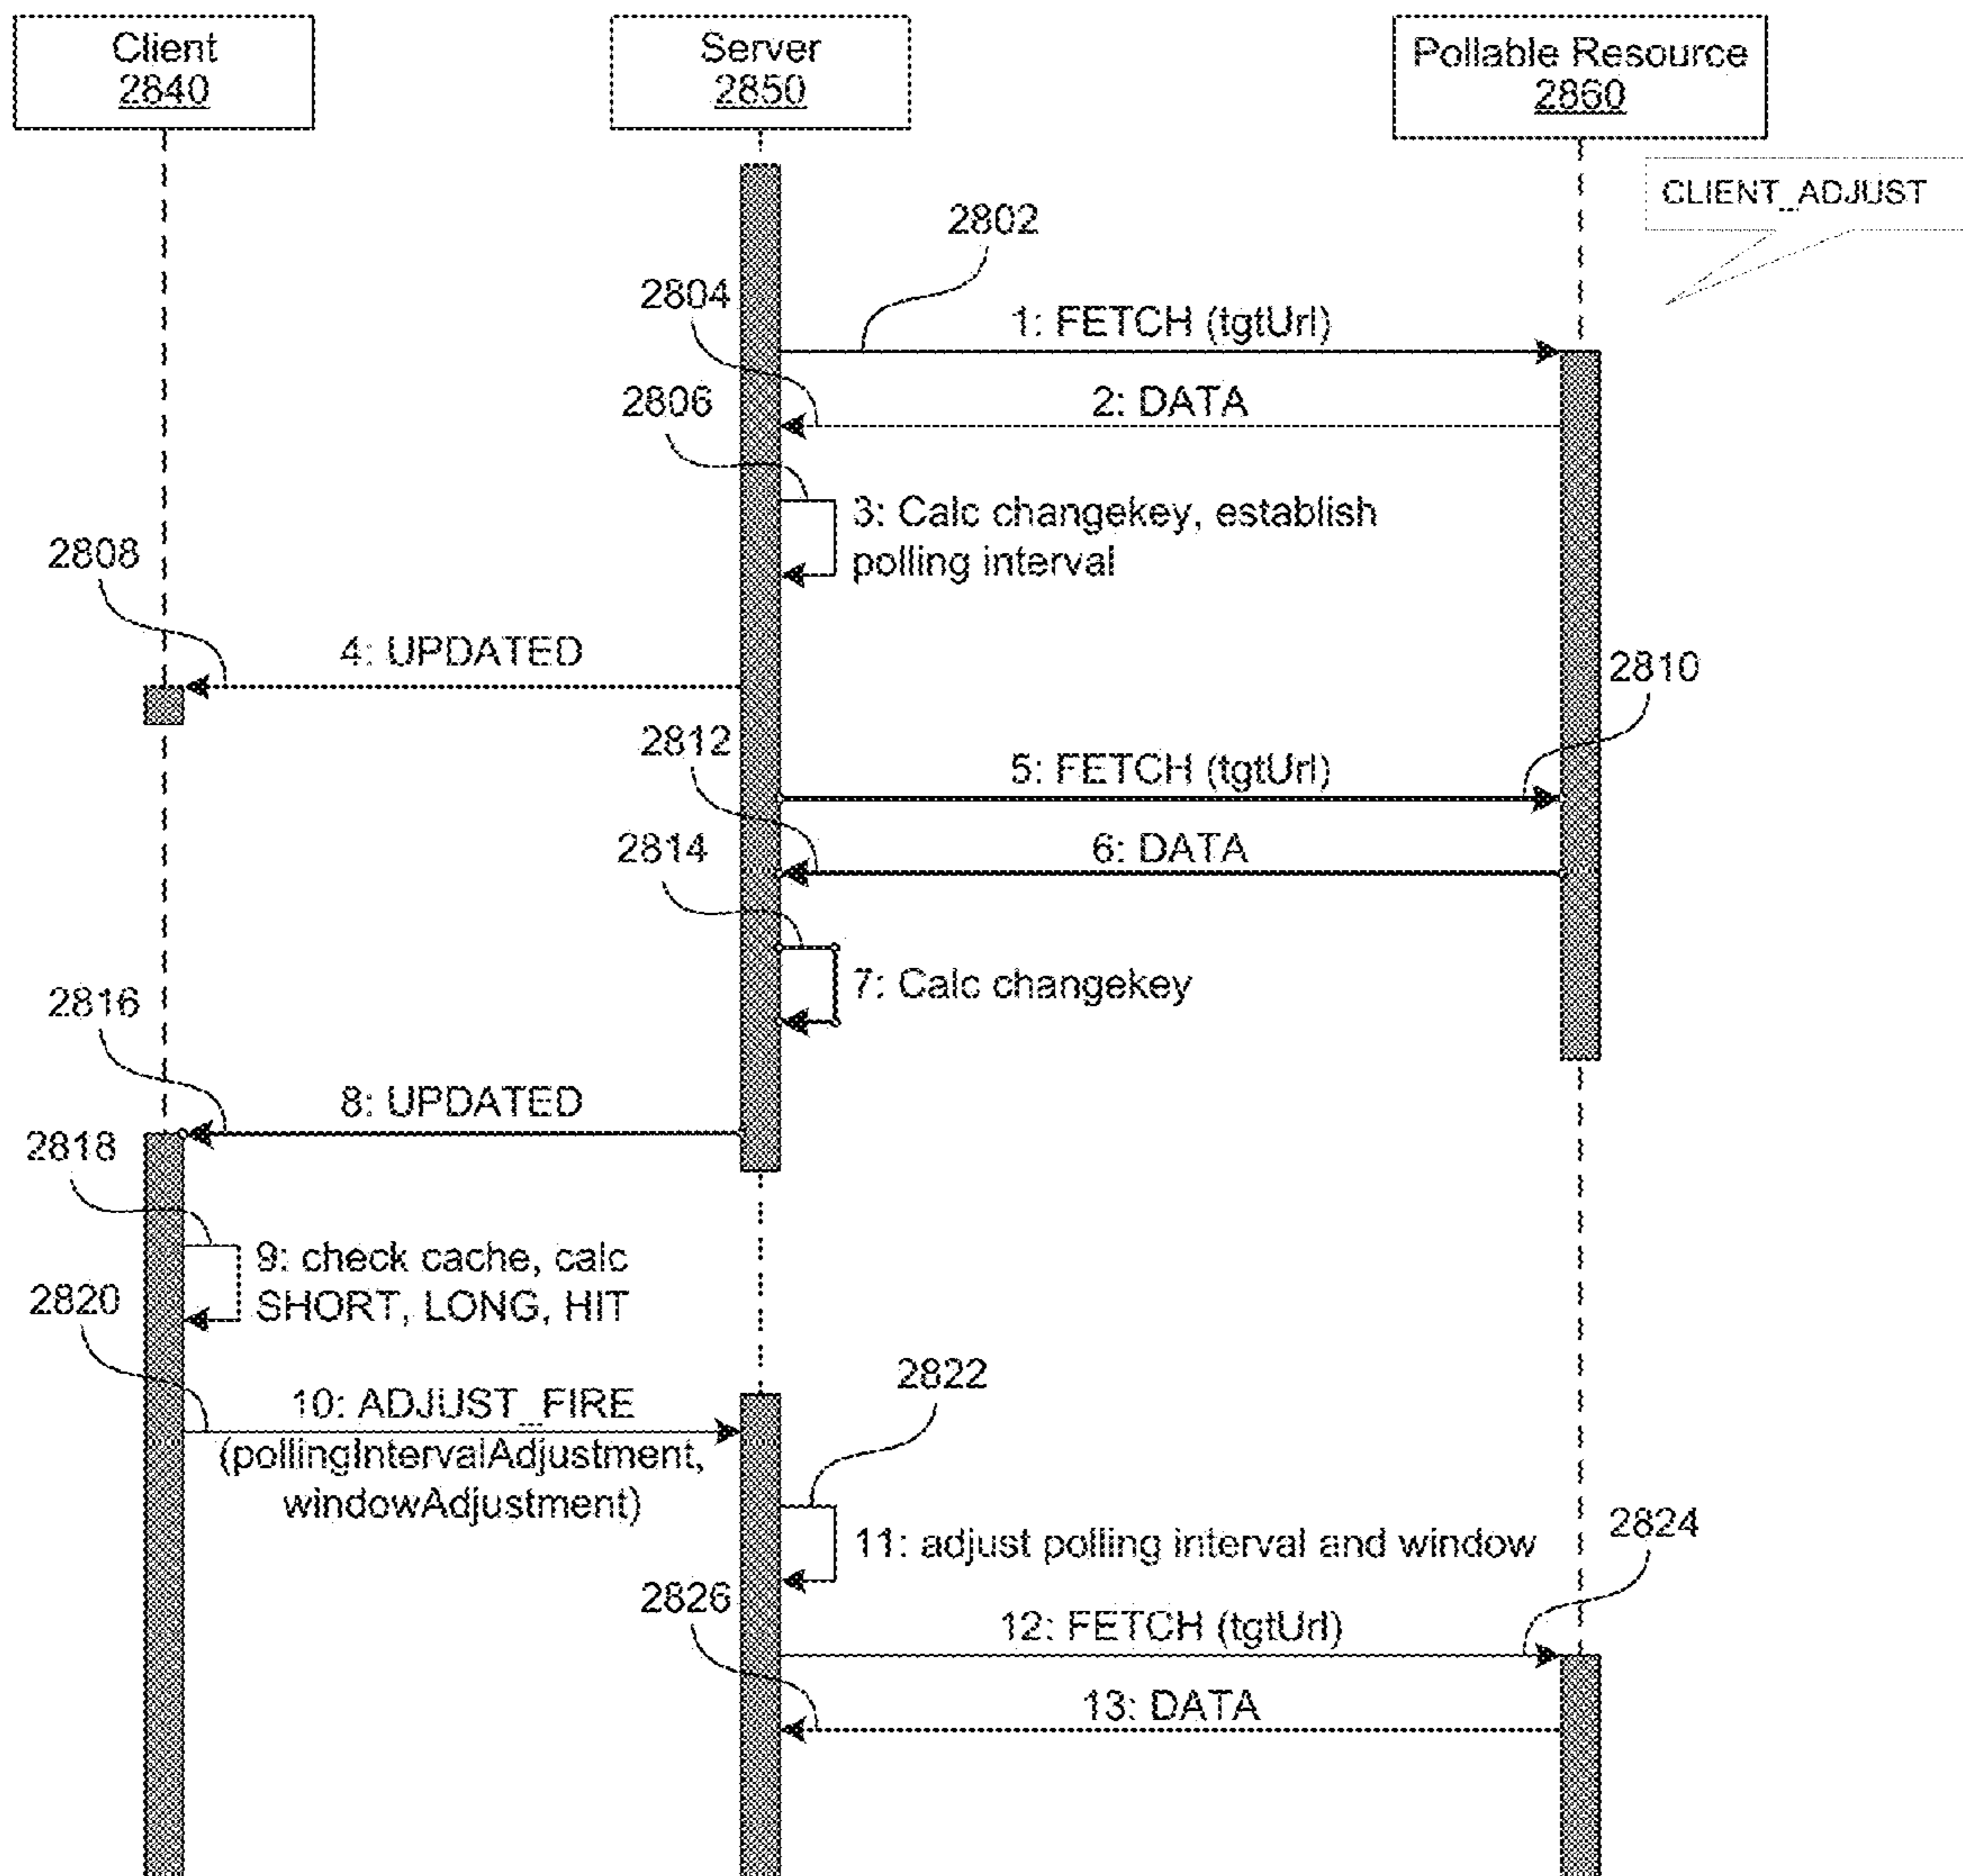 Client
2840
Server
2850
Pollable Resource
2860
CLIENT_ADJUST
2802
2804
1: FETCH (tgtUrl)
2806
2: DATA
3: Calc changekey, establish
polling interval
2808
4: UPDATED
2810
2812
5: FETCH (tgtUrl)
2814
6: DATA
7: Calc changekey
2816
8: UPDATED
2818
9: check cache, calc
SHORT, LONG, HIT
2820
2822
10: ADJUST_FIRE
(pollingIntervalAdjustment,
windowAdjustment)
2824
11: adjust polling interval and window
2826
12: FETCH (tgtUrl)
13: DATA